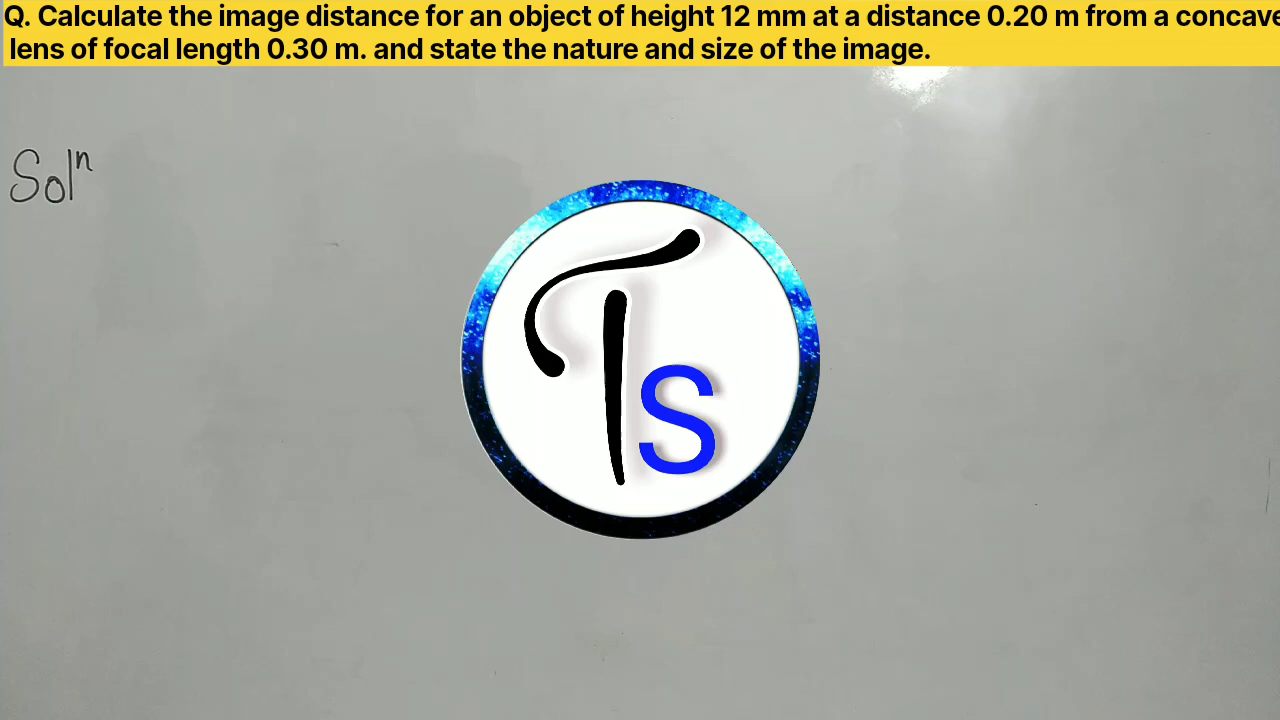 Q. Calculate the image distance for an object of height 12 mm at a distance 0.20 m from a concave
lens of focal length 0.30 m. and state the nature and size of the image.
Solⁿ
Ts